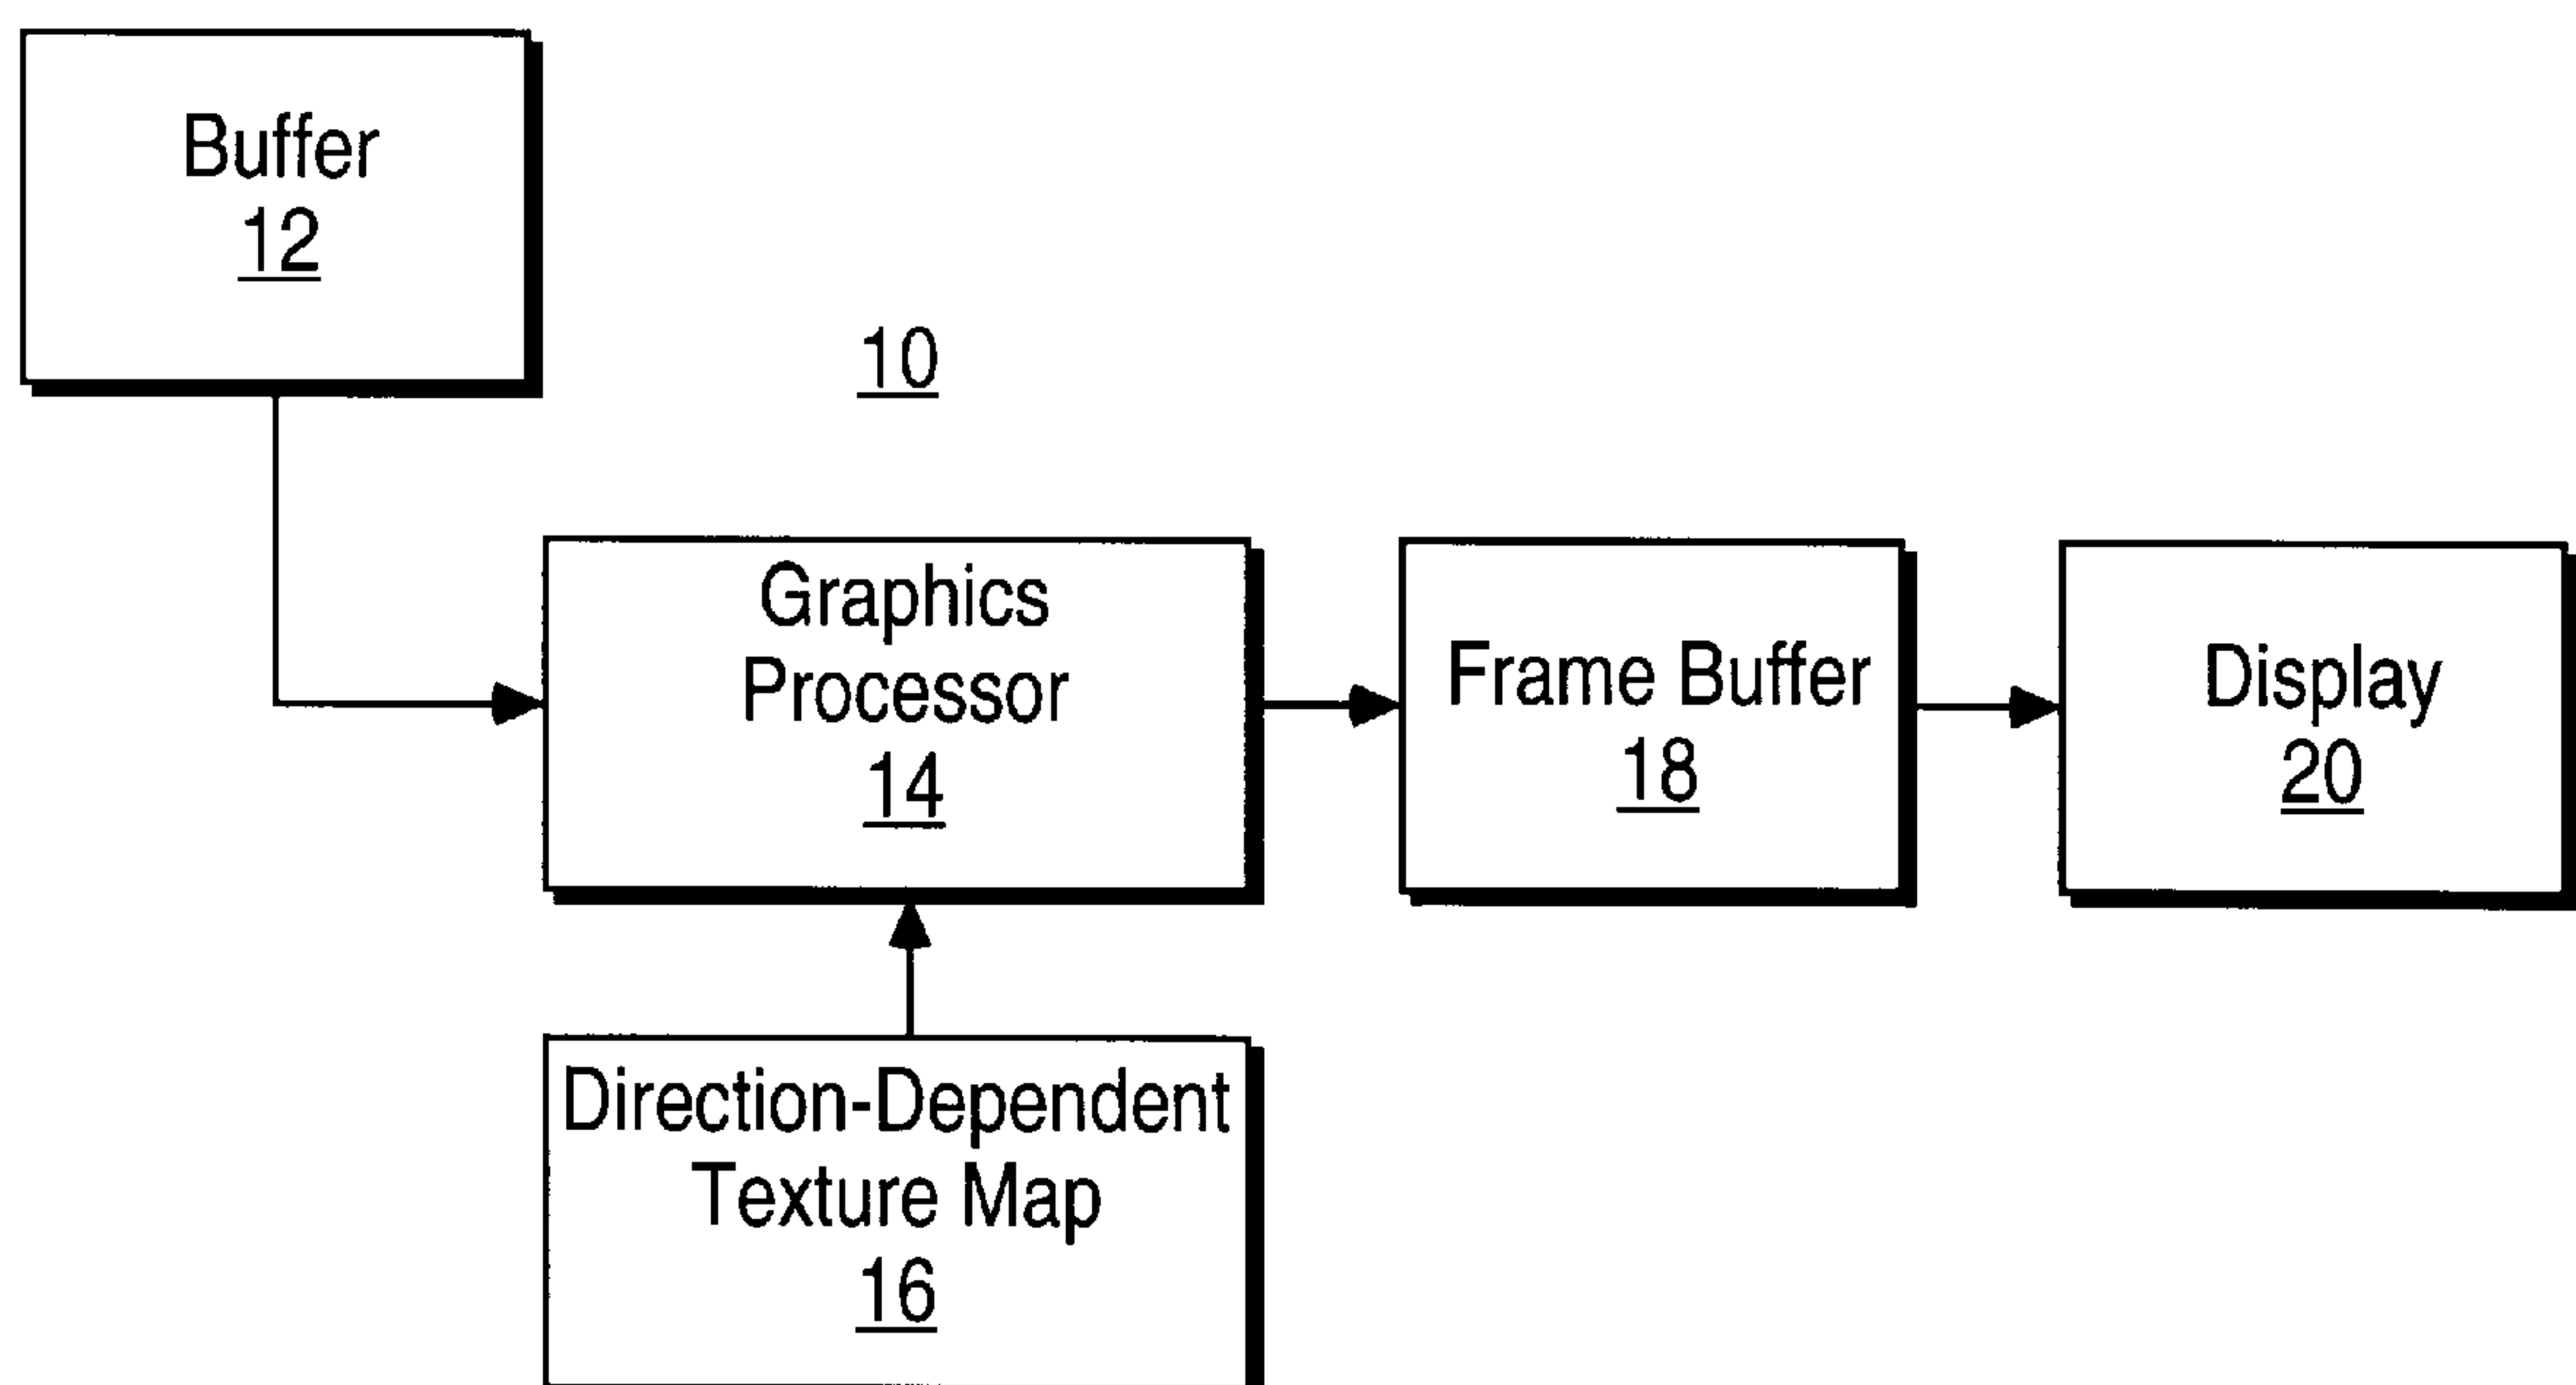 Buffer
12
10
Graphics
Processor
14
Frame Buffer
18
Display
20
Direction-Dependent
Texture Map
16